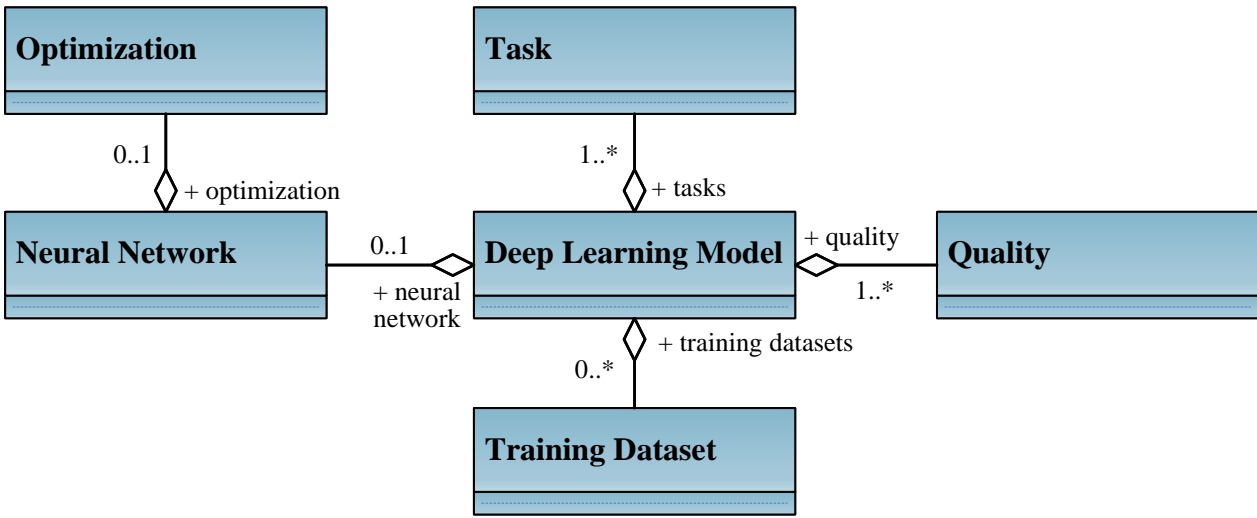 Optimization
Task
0..1
1..*
+ optimization
+ tasks
Neural Network
0..1
+ neural
network
Deep Learning Model
+ quality
1..*
Quality
+ training datasets
0..*
Training Dataset